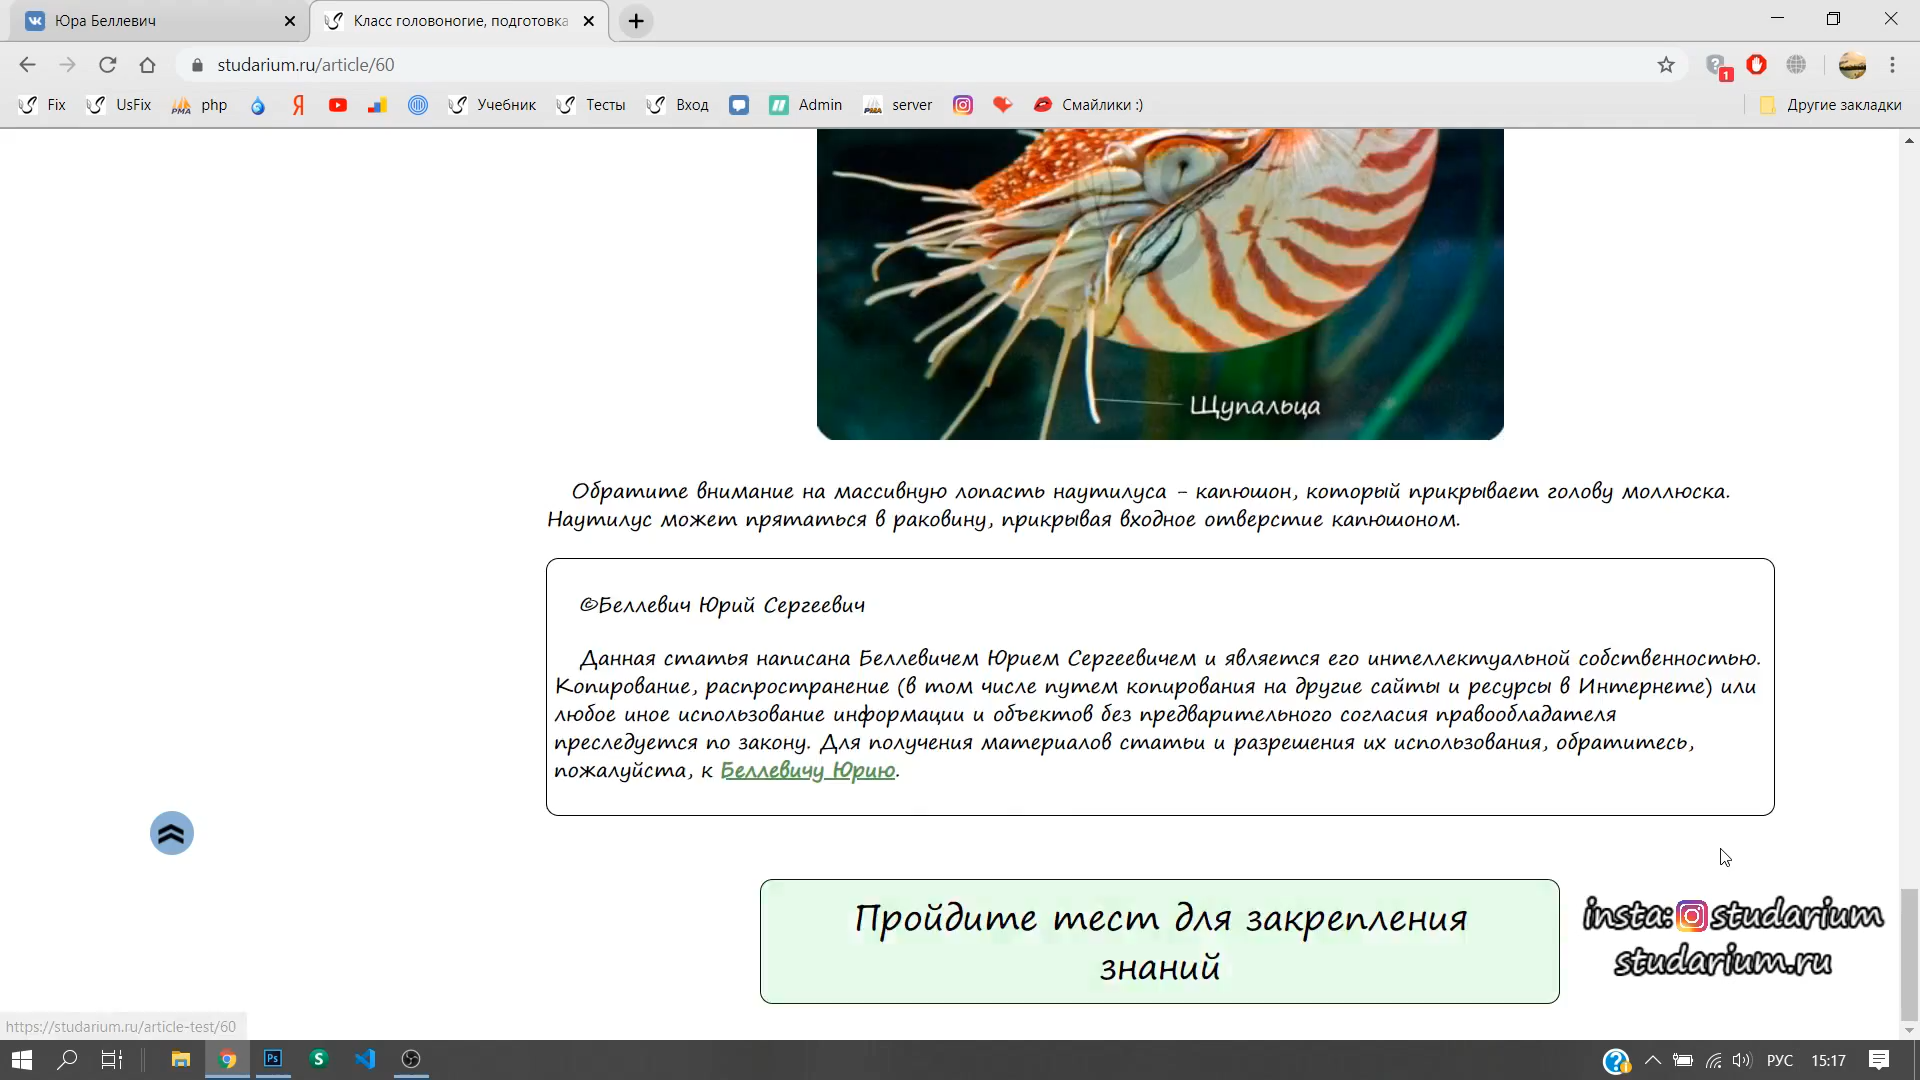 Юра Беллевич
Класс головоногие, подготовка
studarium.ru/article/60
1
Fix
UsFix
PMA
php
Я
Учебник
Тесты
Вход
Admin
PMA
server
Смайлики :)
Другие закладки
Щупальца
Обратите внимание на массивную лопасть наутилуса - капюшон, который прикрывает голову моллюска.
Наутилус может прятаться в раковину, прикрывая входное отверстие капюшоном.
©Беллевич Юрий Сергеевич
Данная статья написана Беллевичем Юрием Сергеевичем и является его интеллектуальной собственностью.
Копирование, распространение (в том числе путем копирования на другие сайты и ресурсы в Интернете) или
любое иное использование информации и объектов без предварительного согласия правообладателя
преследуется по закону. Для получения материалов статьи и разрешения их использования, обратитесь,
пожалуйста, к Беллевичу Юрию.
Пройдите тест для закрепления
знаний
insta: studarium
studarium.ru
https://studarium.ru/article-test/60
Ps
S
РУС
15:17